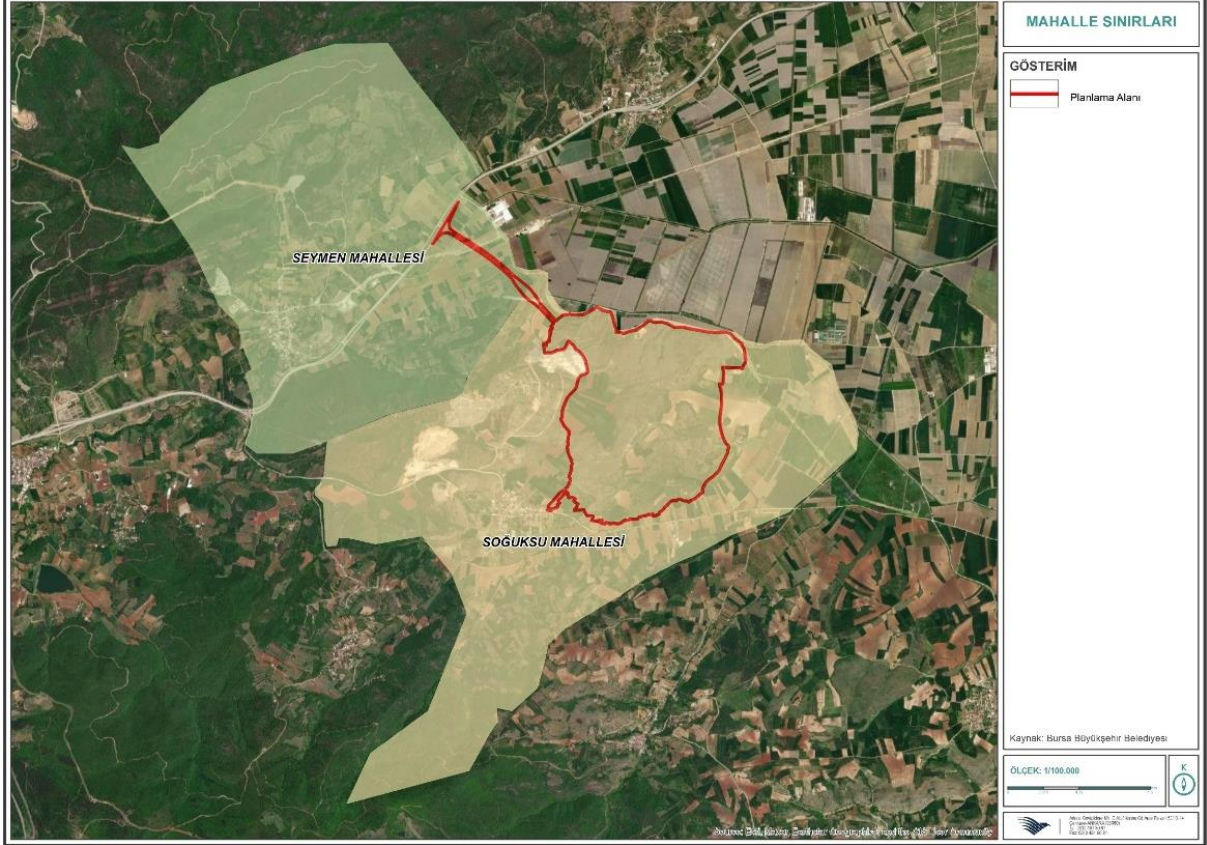 MAHALLE SINIRLARI
GÖSTERİM
Planlama Alanı
SEYMEN MAHALLESİ
SOĞUKSU MAHALLESİ
Kaynak: Bursa Büyükşehir Belediyesi
ÖLÇEK: 1/100.000
K